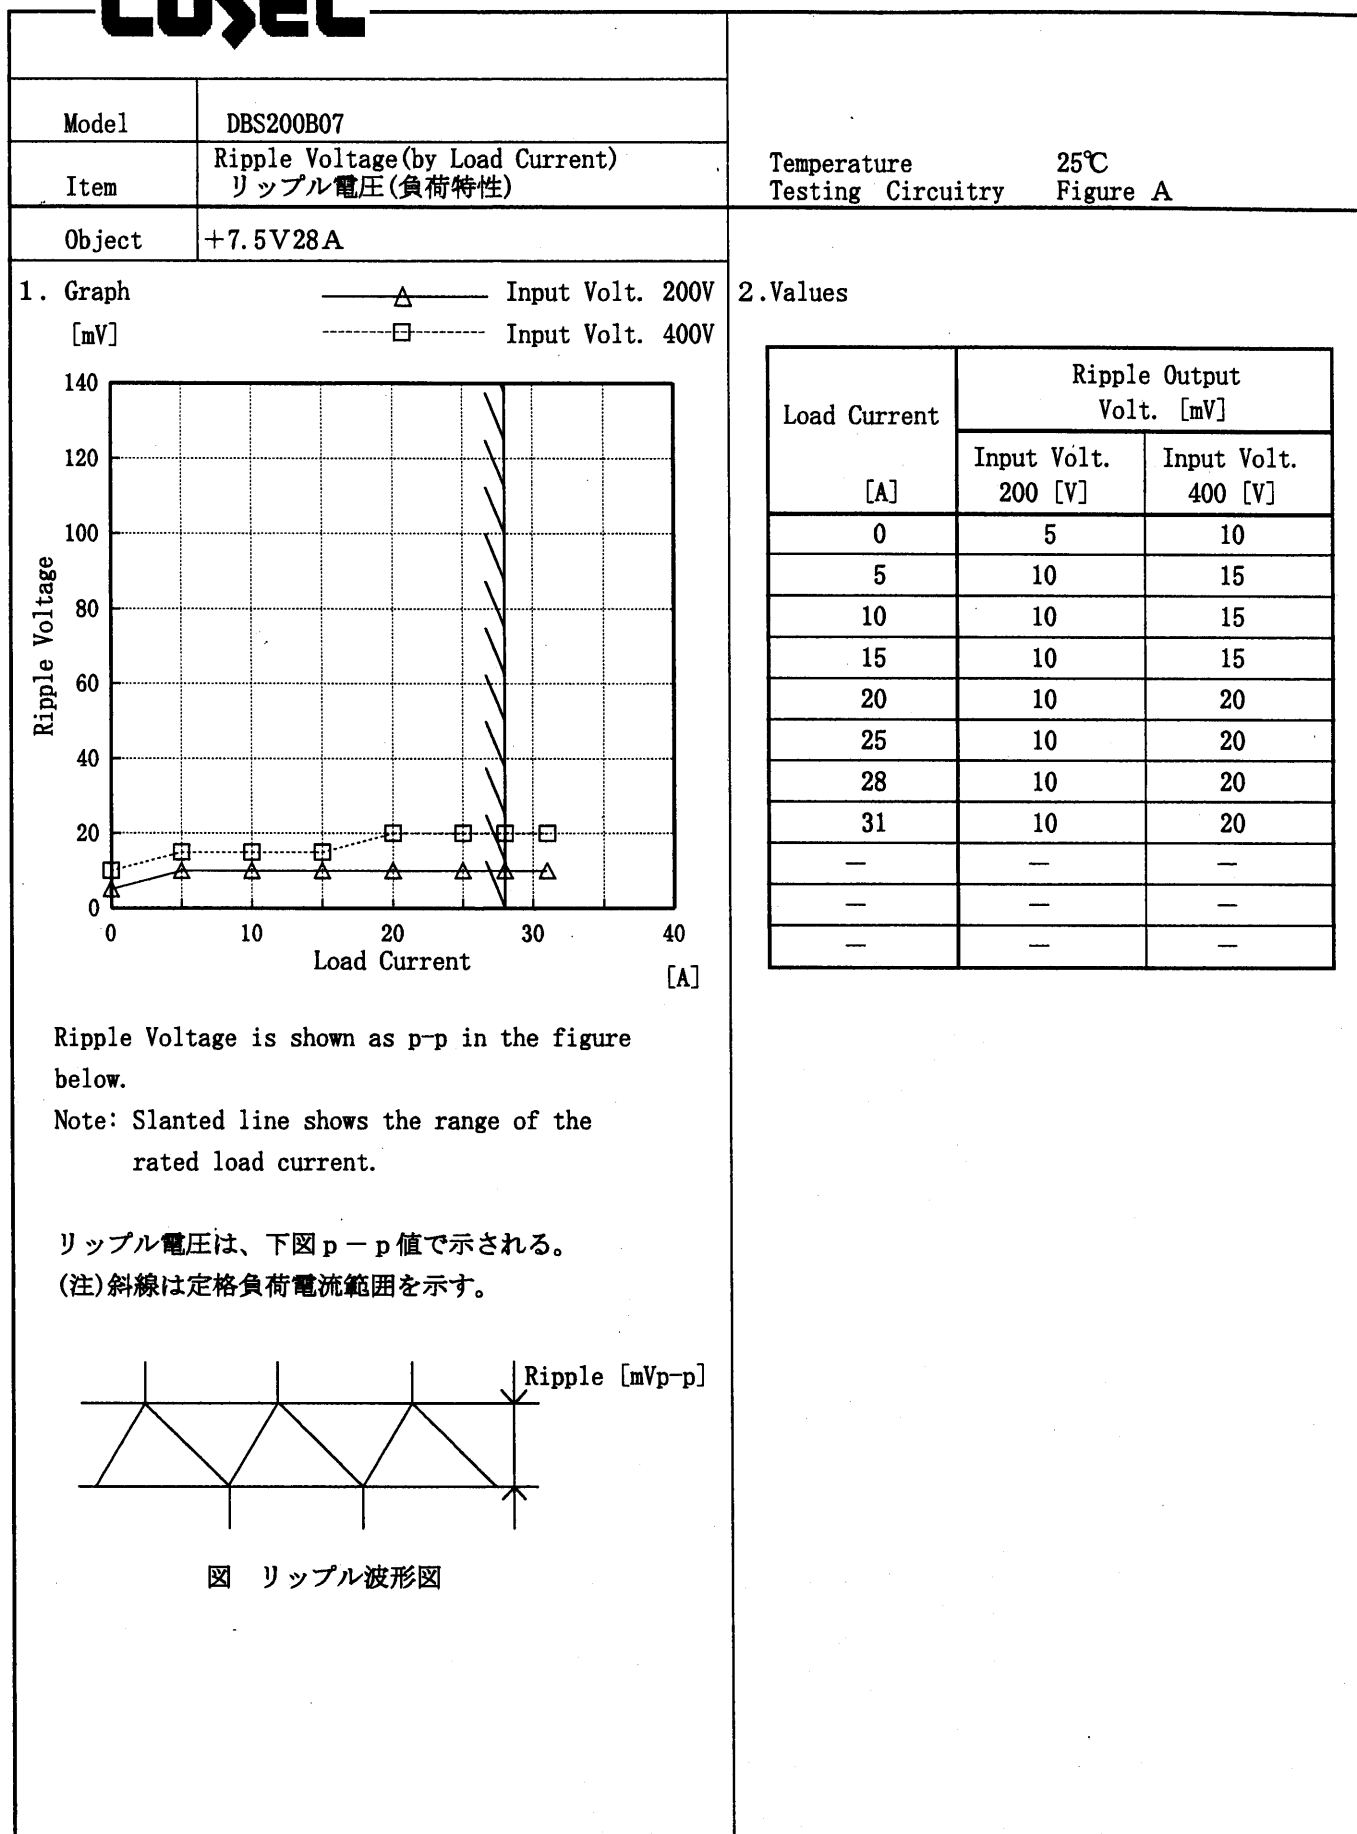 COSEL
Model DBS200B07
Item Ripple Voltage(by Load Current)
リップル電圧(負荷特性)
Temperature 25℃
Testing Circuitry Figure A
Object +7.5V28A
1. Graph
[mV]
Input Volt. 200V
Input Volt. 400V
140
120
100
80
60
40
20
0
Ripple Voltage
0 10 20 30 40
Load Current
[A]
Ripple Voltage is shown as p-p in the figure
below.
Note: Slanted line shows the range of the
rated load current.
リップル電圧は、下図p-p値で示される。
(注)斜線は定格負荷電流範囲を示す。
Ripple [mVp-p]
図 リップル波形図
2.Values
Load Current
[A]
Ripple Output
Volt. [mV]
Input Volt.
200 [V]
Input Volt.
400 [V]
0 5 10
5 10 15
10 10 15
15 10 15
20 10 20
25 10 20
28 10 20
31 10 20
— — —
— — —
— — —